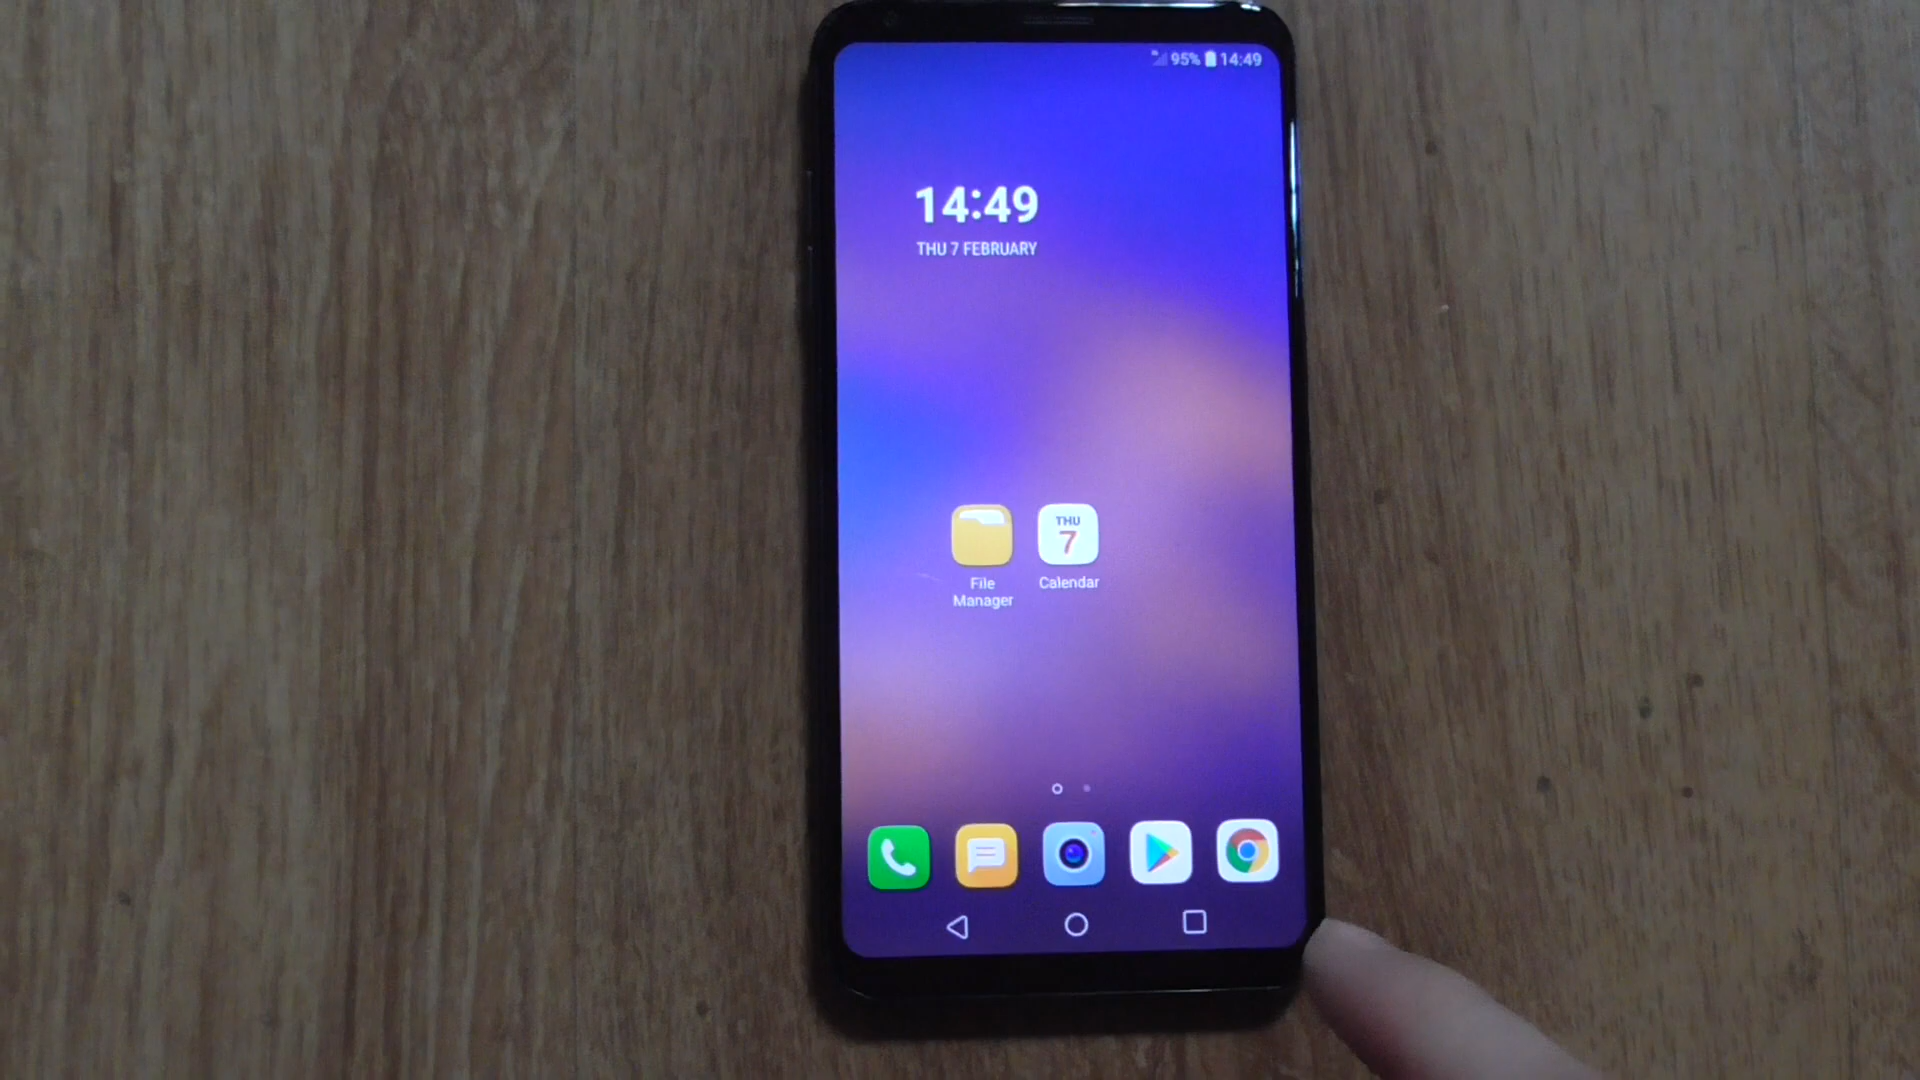 95% 14:49
14:49
THU 7 FEBRUARY
THU
7
File
Manager
Calendar